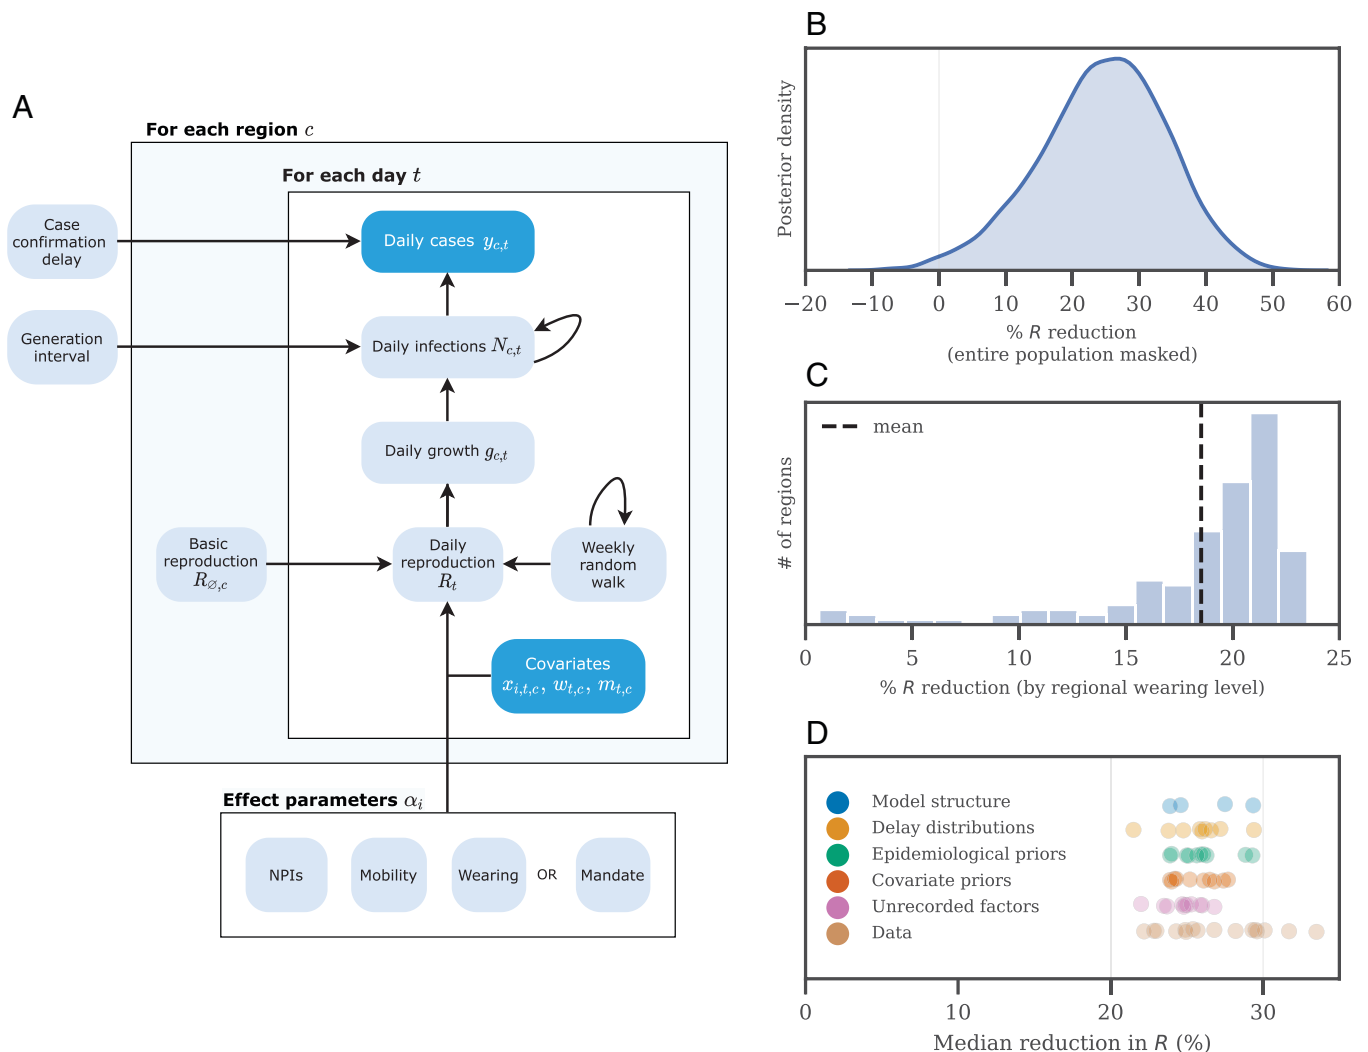 A
For each region c
For each day t
Case
confirmation
delay
Daily cases y_{c,t}
Generation
interval
Daily infections N_{c,t}
Daily growth g_{c,t}
Basic
reproduction
R_{∅,c}
Daily
reproduction
R_t
Weekly
random
walk
Covariates
x_{i,t,c}, w_{t,c}, m_{t,c}
Effect parameters α_i
NPIs
Mobility
Wearing
OR
Mandate
B
Posterior density
−20 −10 0 10 20 30 40 50 60
% R reduction
(entire population masked)
C
mean
# of regions
0 5 10 15 20 25
% R reduction (by regional wearing level)
D
Model structure
Delay distributions
Epidemiological priors
Covariate priors
Unrecorded factors
Data
0 10 20 30
Median reduction in R (%)